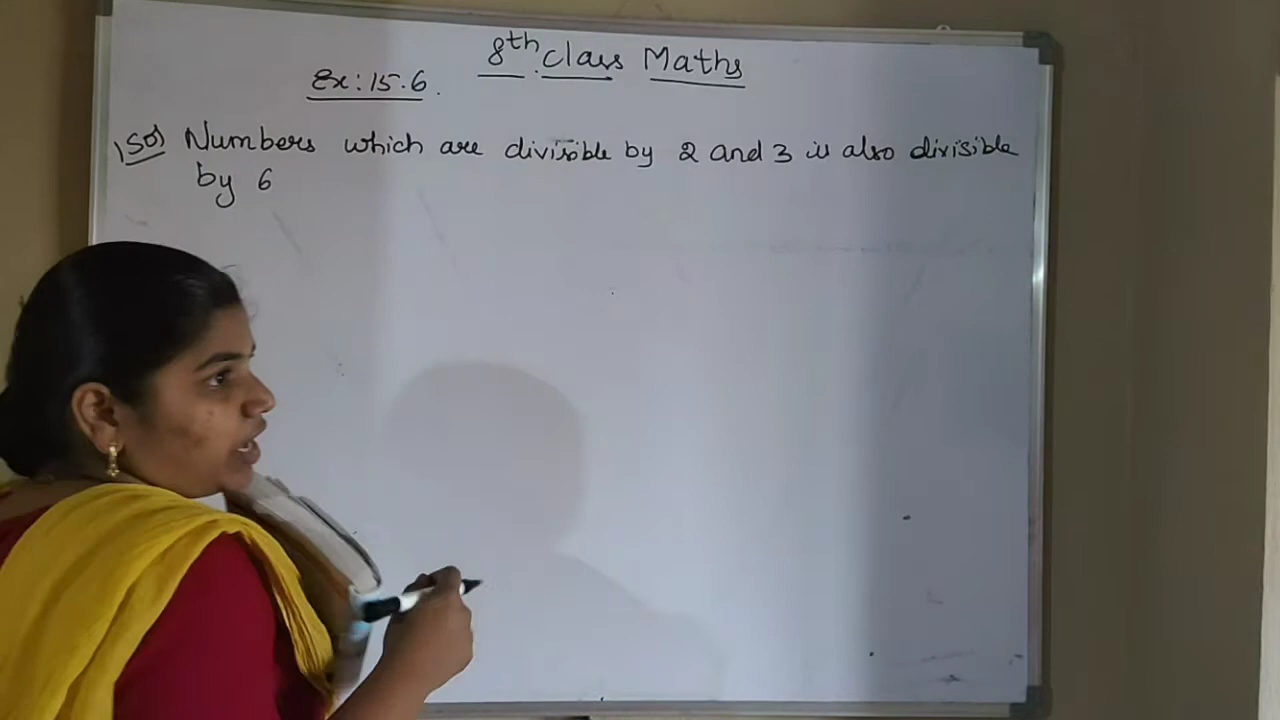 8th class Maths
Ex: 15.6.
1 Sol Numbers which are divisible by 2 and 3 is also divisible
by 6